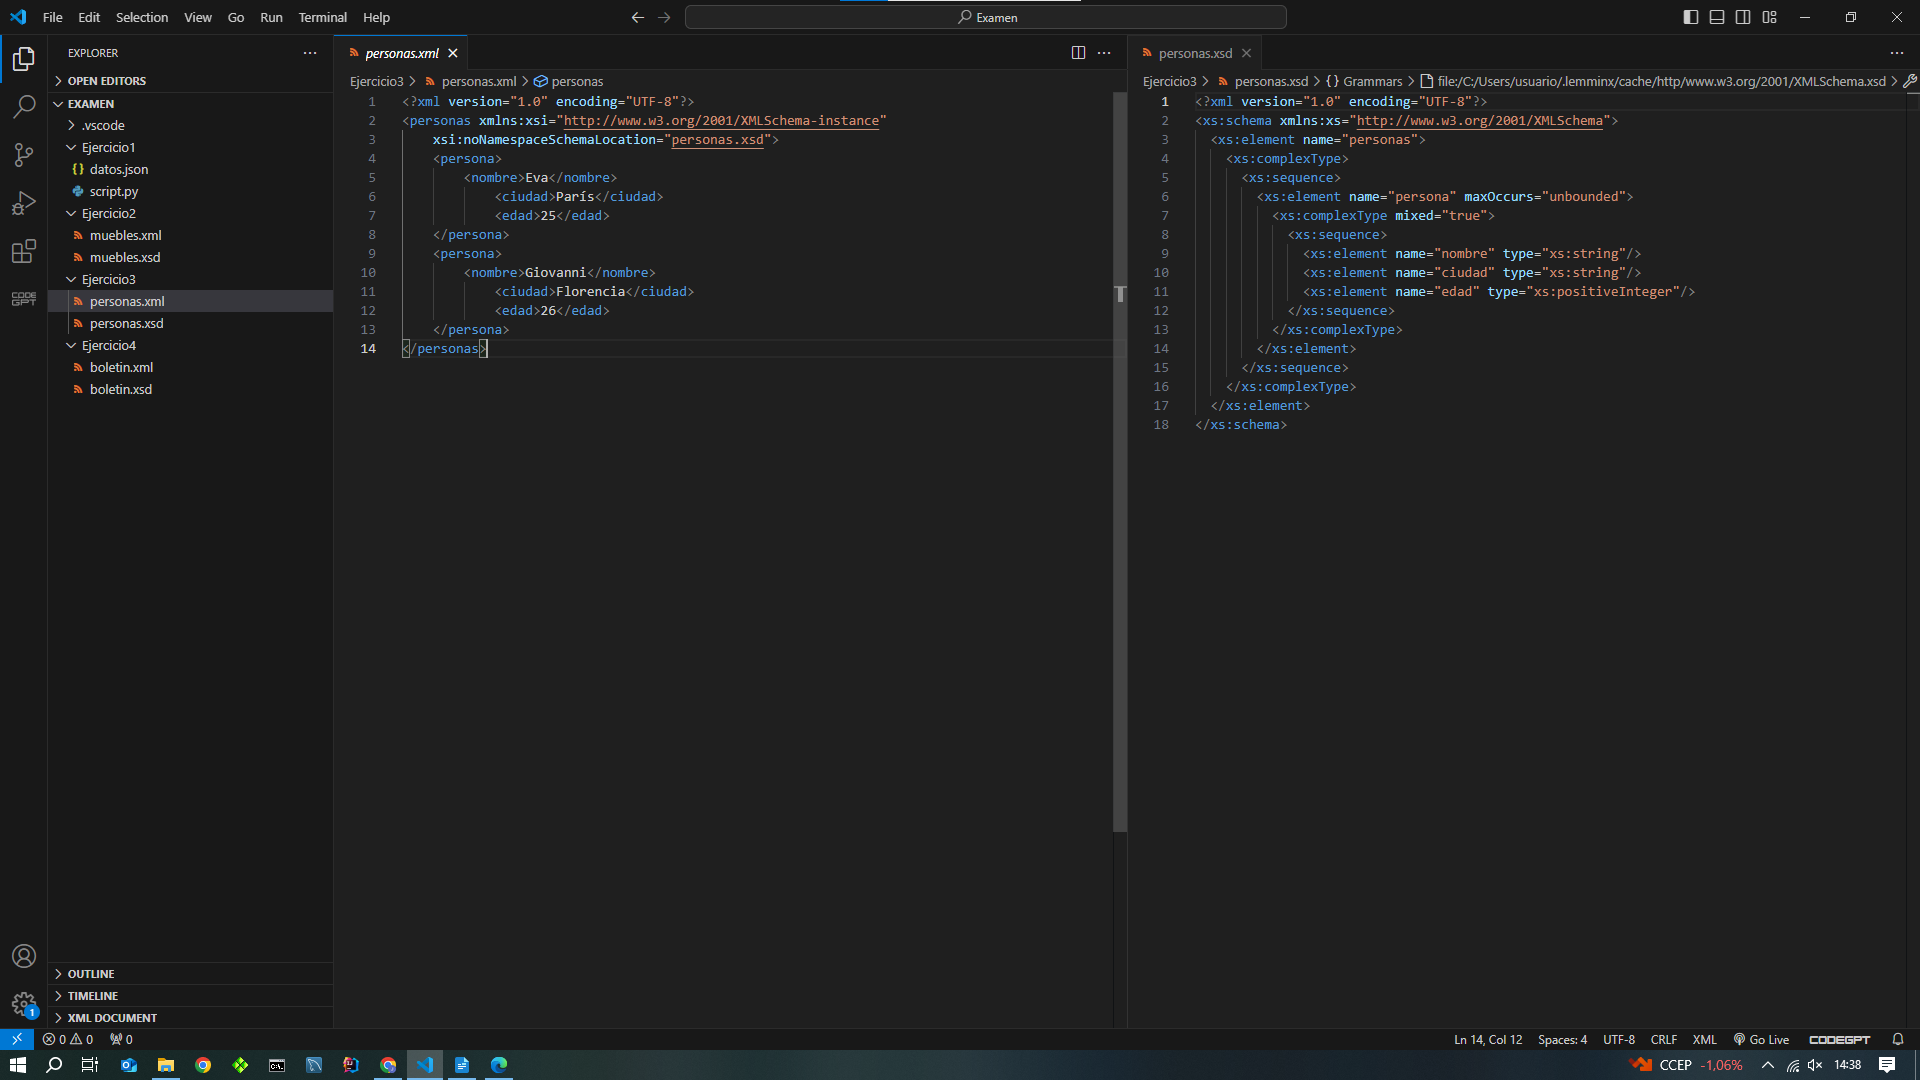 File Edit Selection View Go Run Terminal Help
Examen
EXPLORER
OPEN EDITORS
EXAMEN
.vscode
Ejercicio1
datos.json
script.py
Ejercicio2
muebles.xml
muebles.xsd
Ejercicio3
personas.xml
personas.xsd
Ejercicio4
boletin.xml
boletin.xsd
OUTLINE
TIMELINE
XML DOCUMENT
CODE GPT
1
personas.xml
Ejercicio3 > personas.xml > personas
1 <?xml version="1.0" encoding="UTF-8"?>
2 <personas xmlns:xsi="http://www.w3.org/2001/XMLSchema-instance"
3 xsi:noNamespaceSchemaLocation="personas.xsd">
4 <persona>
5 <nombre>Eva</nombre>
6 <ciudad>París</ciudad>
7 <edad>25</edad>
8 </persona>
9 <persona>
10 <nombre>Giovanni</nombre>
11 <ciudad>Florencia</ciudad>
12 <edad>26</edad>
13 </persona>
14 </personas>
personas.xsd
Ejercicio3 > personas.xsd > {} Grammars > file:/C:/Users/usuario/.lemminx/cache/http/www.w3.org/2001/XMLSchema.xsd >
1 <?xml version="1.0" encoding="UTF-8"?>
2 <xs:schema xmlns:xs="http://www.w3.org/2001/XMLSchema">
3 <xs:element name="personas">
4 <xs:complexType>
5 <xs:sequence>
6 <xs:element name="persona" maxOccurs="unbounded">
7 <xs:complexType mixed="true">
8 <xs:sequence>
9 <xs:element name="nombre" type="xs:string"/>
10 <xs:element name="ciudad" type="xs:string"/>
11 <xs:element name="edad" type="xs:positiveInteger"/>
12 </xs:sequence>
13 </xs:complexType>
14 </xs:element>
15 </xs:sequence>
16 </xs:complexType>
17 </xs:element>
18 </xs:schema>
0 0 0
Ln 14, Col 12 Spaces: 4 UTF-8 CRLF XML Go Live CODEGPT
CCEP -1,06% 14:38